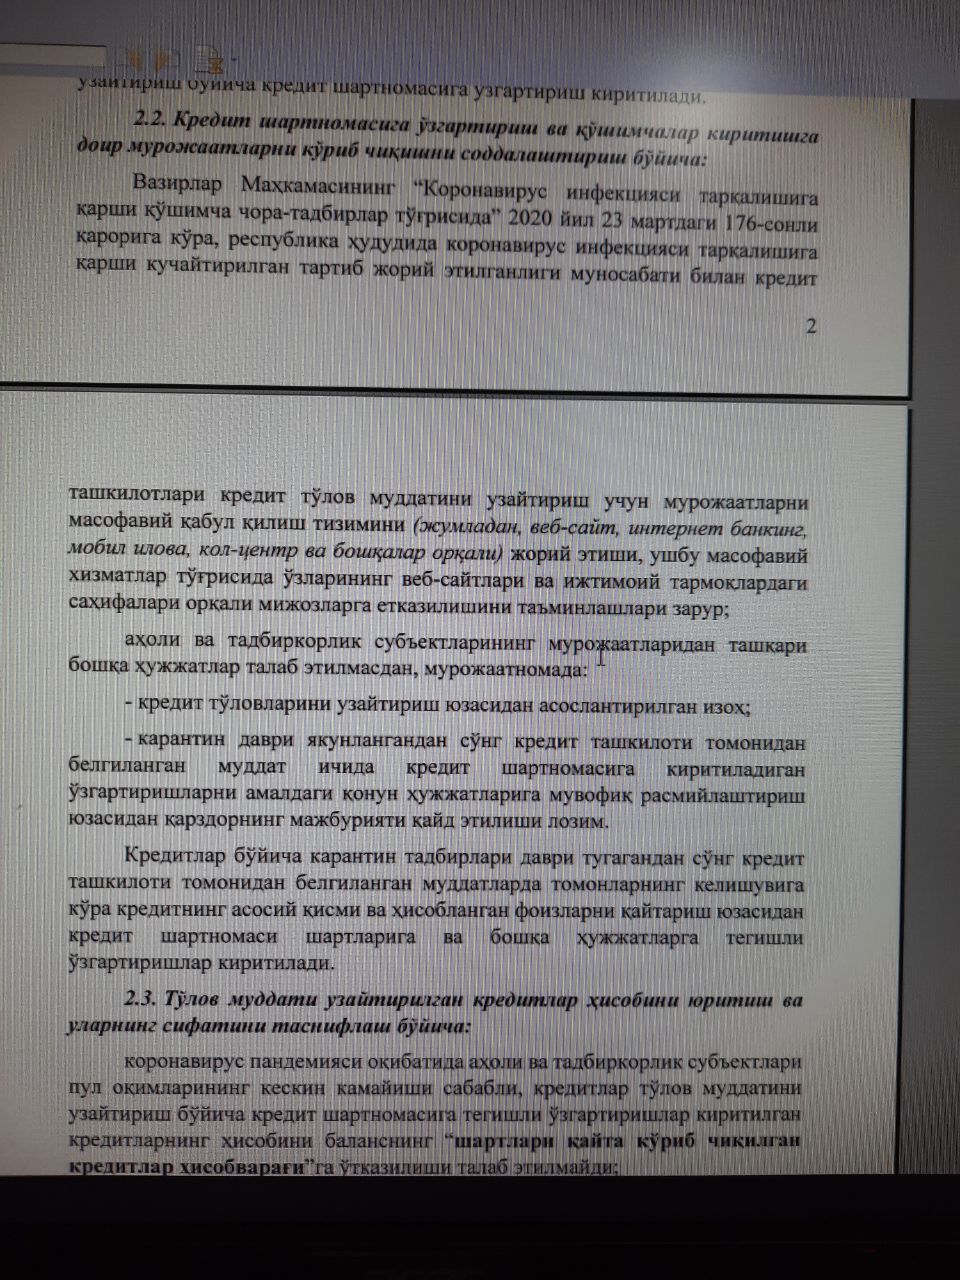 узайтириш бўйича кредит шартномасига ўзгартириш киритилади.
2.2. Кредит шартномасига ўзгартириш ва қўшимчалар киритишга
доир мурожаатларни кўриб чиқишни соддалаштириш бўйича:
Вазирлар Маҳкамасининг “Коронавирус инфекцияси тарқалишига
қарши қўшимча чора-тадбирлар тўғрисида” 2020 йил 23 мартдаги 176-сонли
қарорига кўра, республика ҳудудида коронавирус инфекцияси тарқалишига
қарши кучайтирилган тартиб жорий этилганлиги муносабати билан кредит
2
ташкилотлари кредит тўлов муддатини узайтириш учун мурожаатларни
масофавий қабул қилиш тизимини (жумладан, веб-сайт, интернет банкинг,
мобил илова, кол-центр ва бошқалар орқали) жорий этиши, ушбу масофавий
хизматлар тўғрисида ўзларининг веб-сайтлари ва ижтимоий тармоқлардаги
саҳифалари орқали мижозларга етказилишини таъминлашлари зарур;
аҳоли ва тадбиркорлик субъектларининг мурожаатларидан ташқари
бошқа ҳужжатлар талаб этилмасдан, мурожаатномада:
- кредит тўловларини узайтириш юзасидан асослантирилган изоҳ;
- карантин даври якунлангандан сўнг кредит ташкилоти томонидан
белгиланган муддат ичида кредит шартномасига киритиладиган
ўзгартиришларни амалдаги қонун ҳужжатларига мувофиқ расмийлаштириш
юзасидан қарздорнинг мажбурияти қайд этилиши лозим.
Кредитлар бўйича карантин тадбирлари даври тугагандан сўнг кредит
ташкилоти томонидан белгиланган муддатларда томонларнинг келишувига
кўра кредитнинг асосий қисми ва ҳисобланган фоизларни қайтариш юзасидан
кредит шартномаси шартларига ва бошқа ҳужжатларга тегишли
ўзгартиришлар киритилади.
2.3. Тўлов муддати узайтирилган кредитлар ҳисобини юритиш ва
уларнинг сифатини таснифлаш бўйича:
коронавирус пандемияси оқибатида аҳоли ва тадбиркорлик субъектлари
пул оқимларининг кескин камайиши сабабли, кредитлар тўлов муддатини
узайтириш бўйича кредит шартномасига тегишли ўзгартиришлар киритилган
кредитларнинг ҳисобини баланснинг “шартлари қайта кўриб чиқилган
кредитлар ҳисобварағи”га ўтказилиши талаб этилмайди;